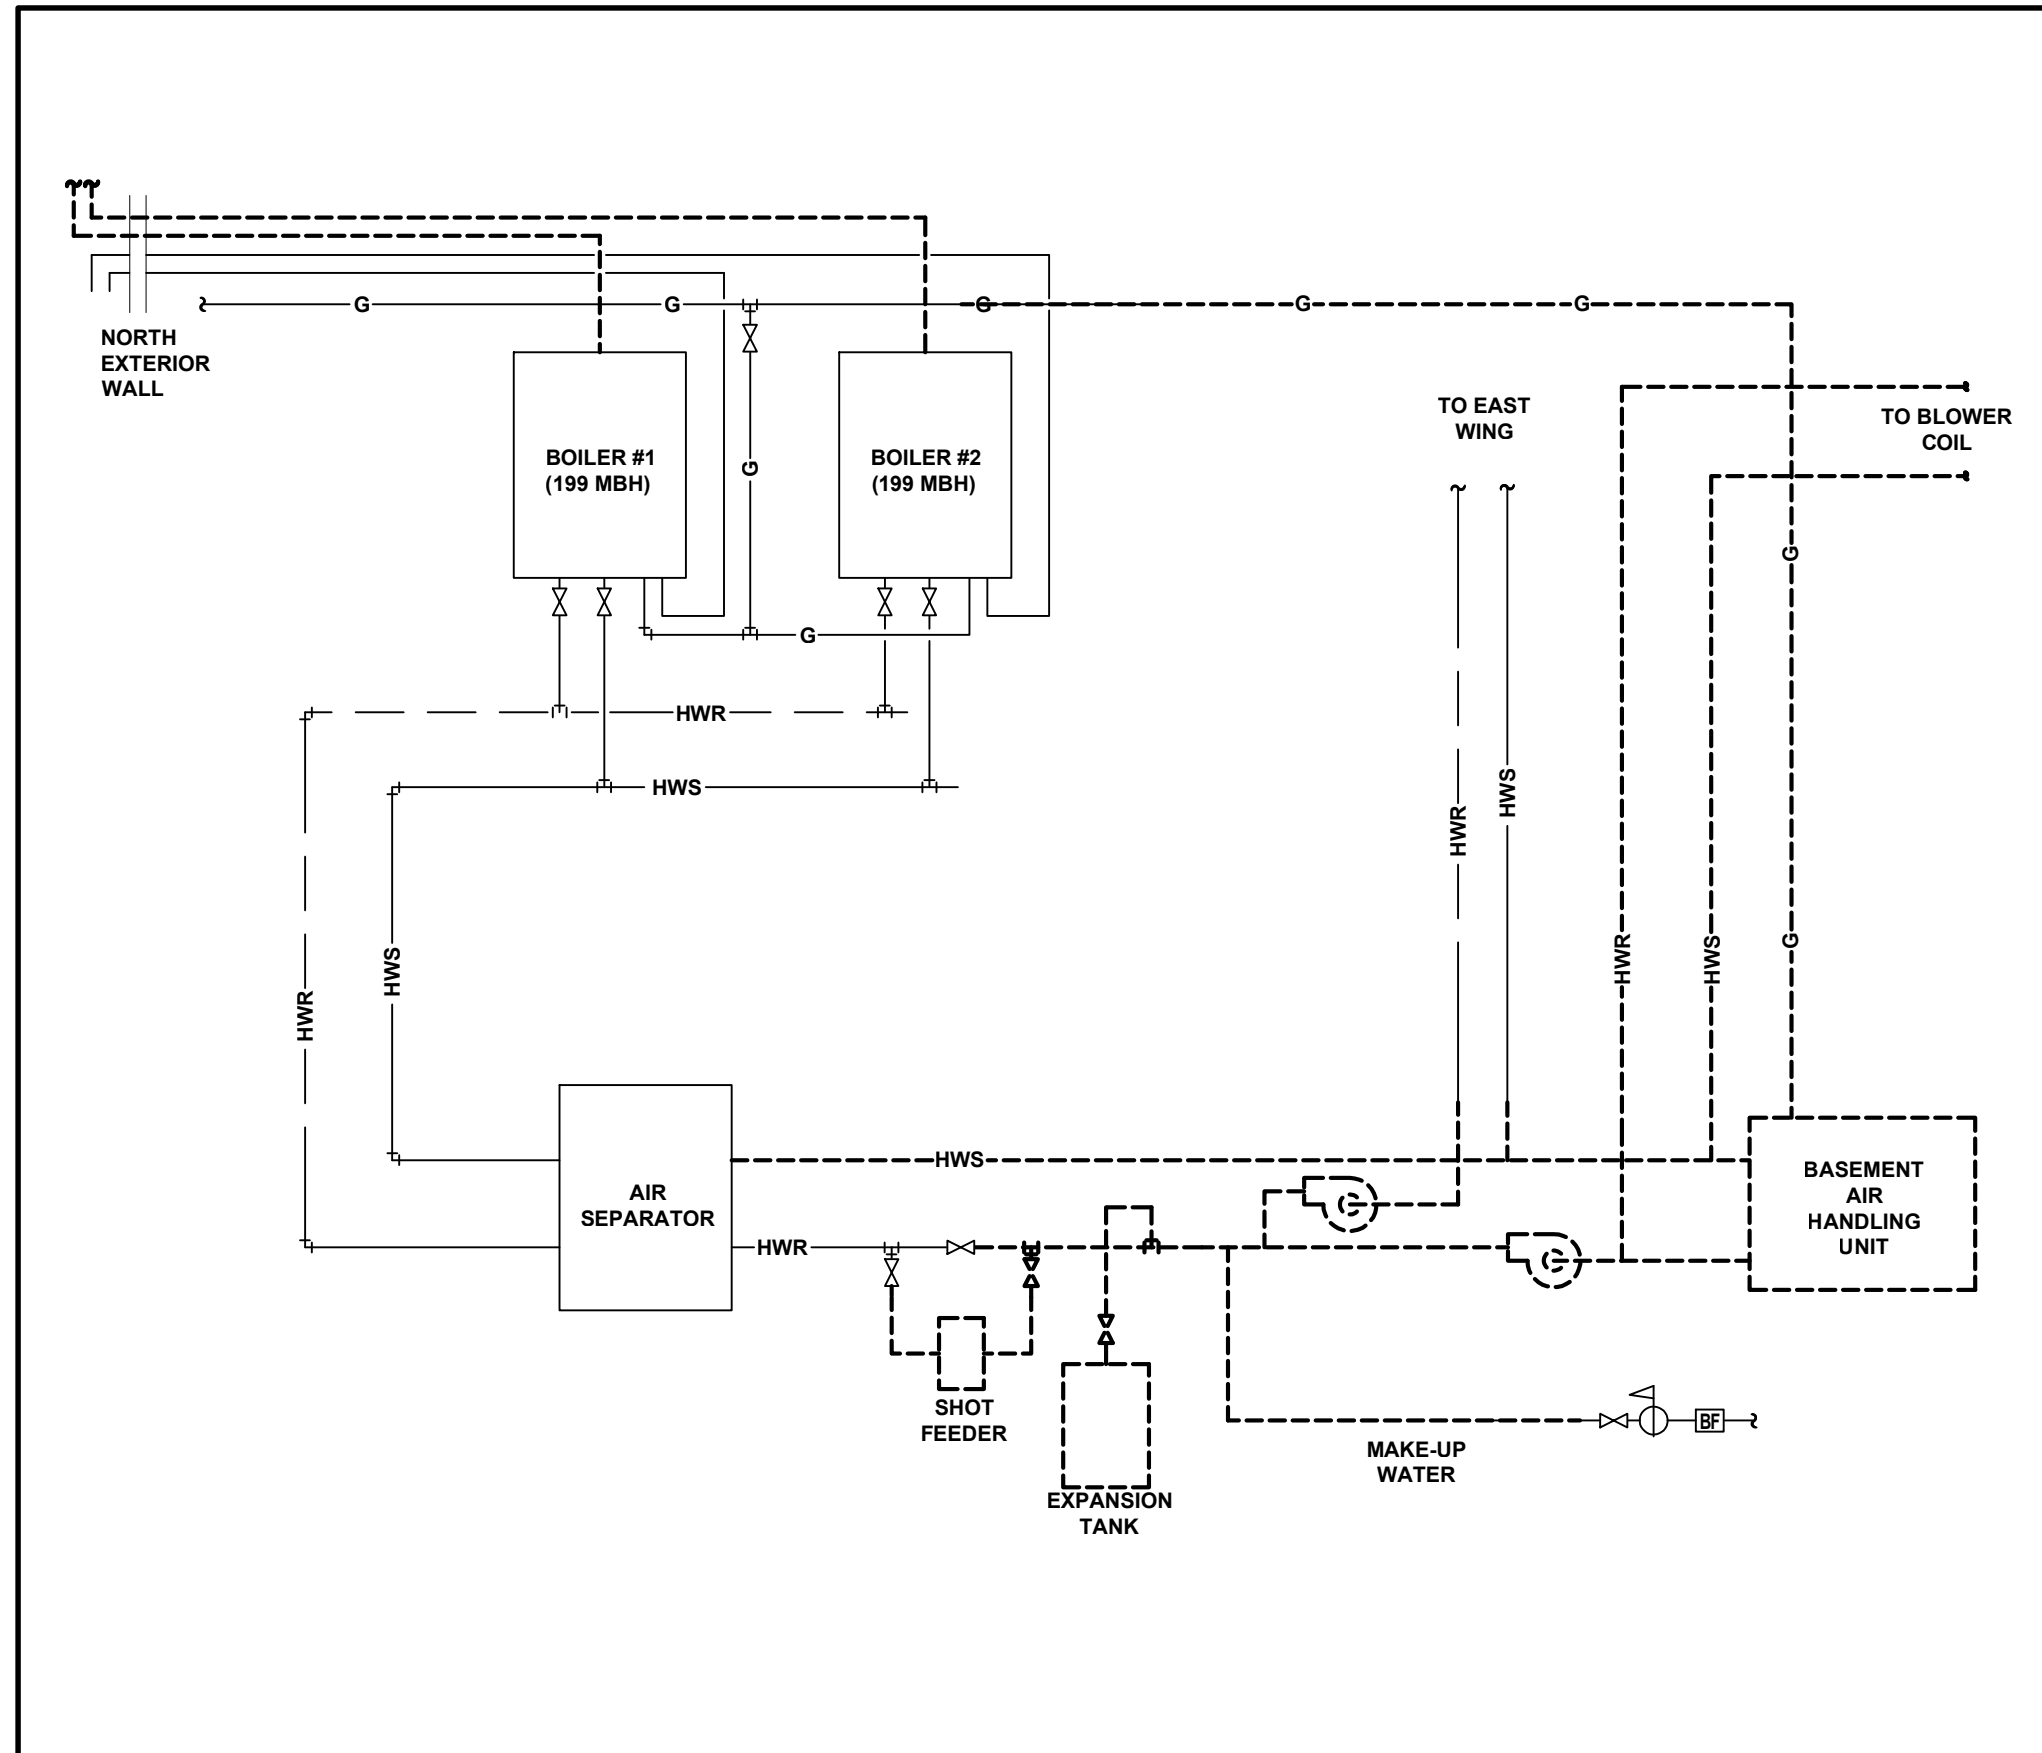 G
G
G
G
G
NORTH
EXTERIOR
WALL
TO EAST
WING
TO BLOWER
COIL
BOILER #1
(199 MBH)
G
BOILER #2
(199 MBH)
G
G
HWR
HWS
HWR
HWS
HWR
HWS
G
HWS
HWR
AIR
SEPARATOR
HWS
HWR
BASEMENT
AIR
HANDLING
UNIT
SHOT
FEEDER
EXPANSION
TANK
MAKE-UP
WATER
BF